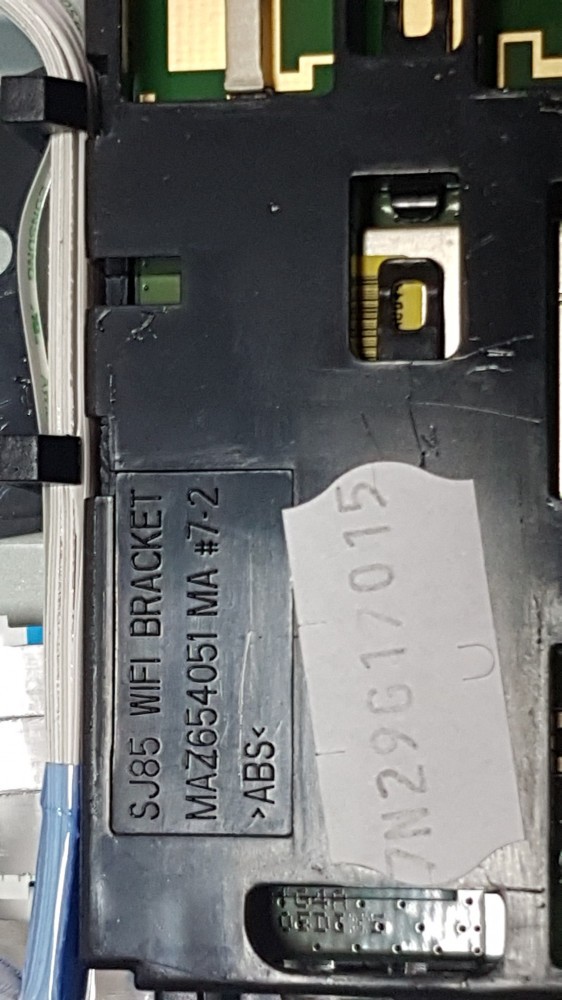 SJ85 WIFI BRACKET
MAZ654051 MA #7-2
>ABS<
7N29G17015